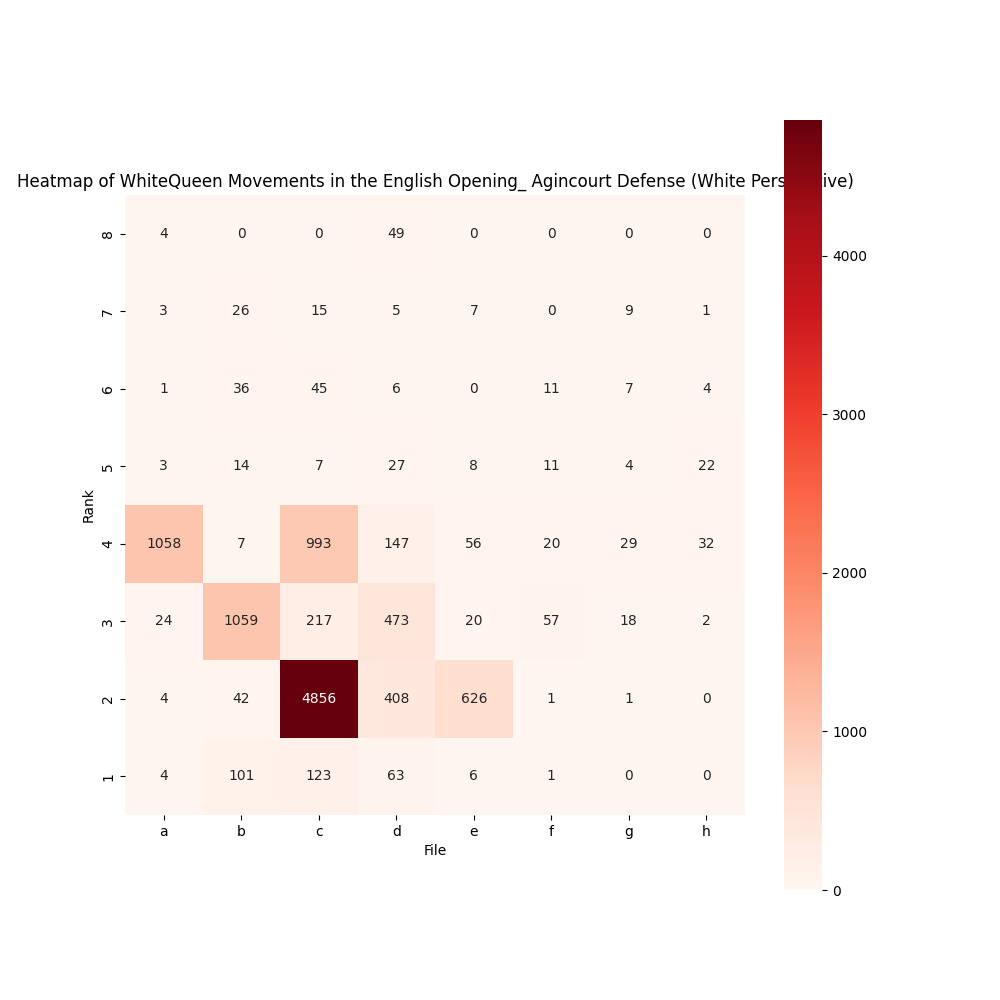 Heatmap of WhiteQueen Movements in the English Opening_ Agincourt Defense (White Pers    ive)
8 4 0 0 49 0 0 0 0
4000
7 3 26 15 5 7 0 9 1
6 1 36 45 6 0 11 7 4
3000
5 3 14 7 27 8 11 4 22
Rank
4 1058 7 993 147 56 20 29 32
2000
3 24 1059 217 473 20 57 18 2
2 4 42 4856 408 626 1 1 0
1000
1 4 101 123 63 6 1 0 0
a b c d e f g h
File
0